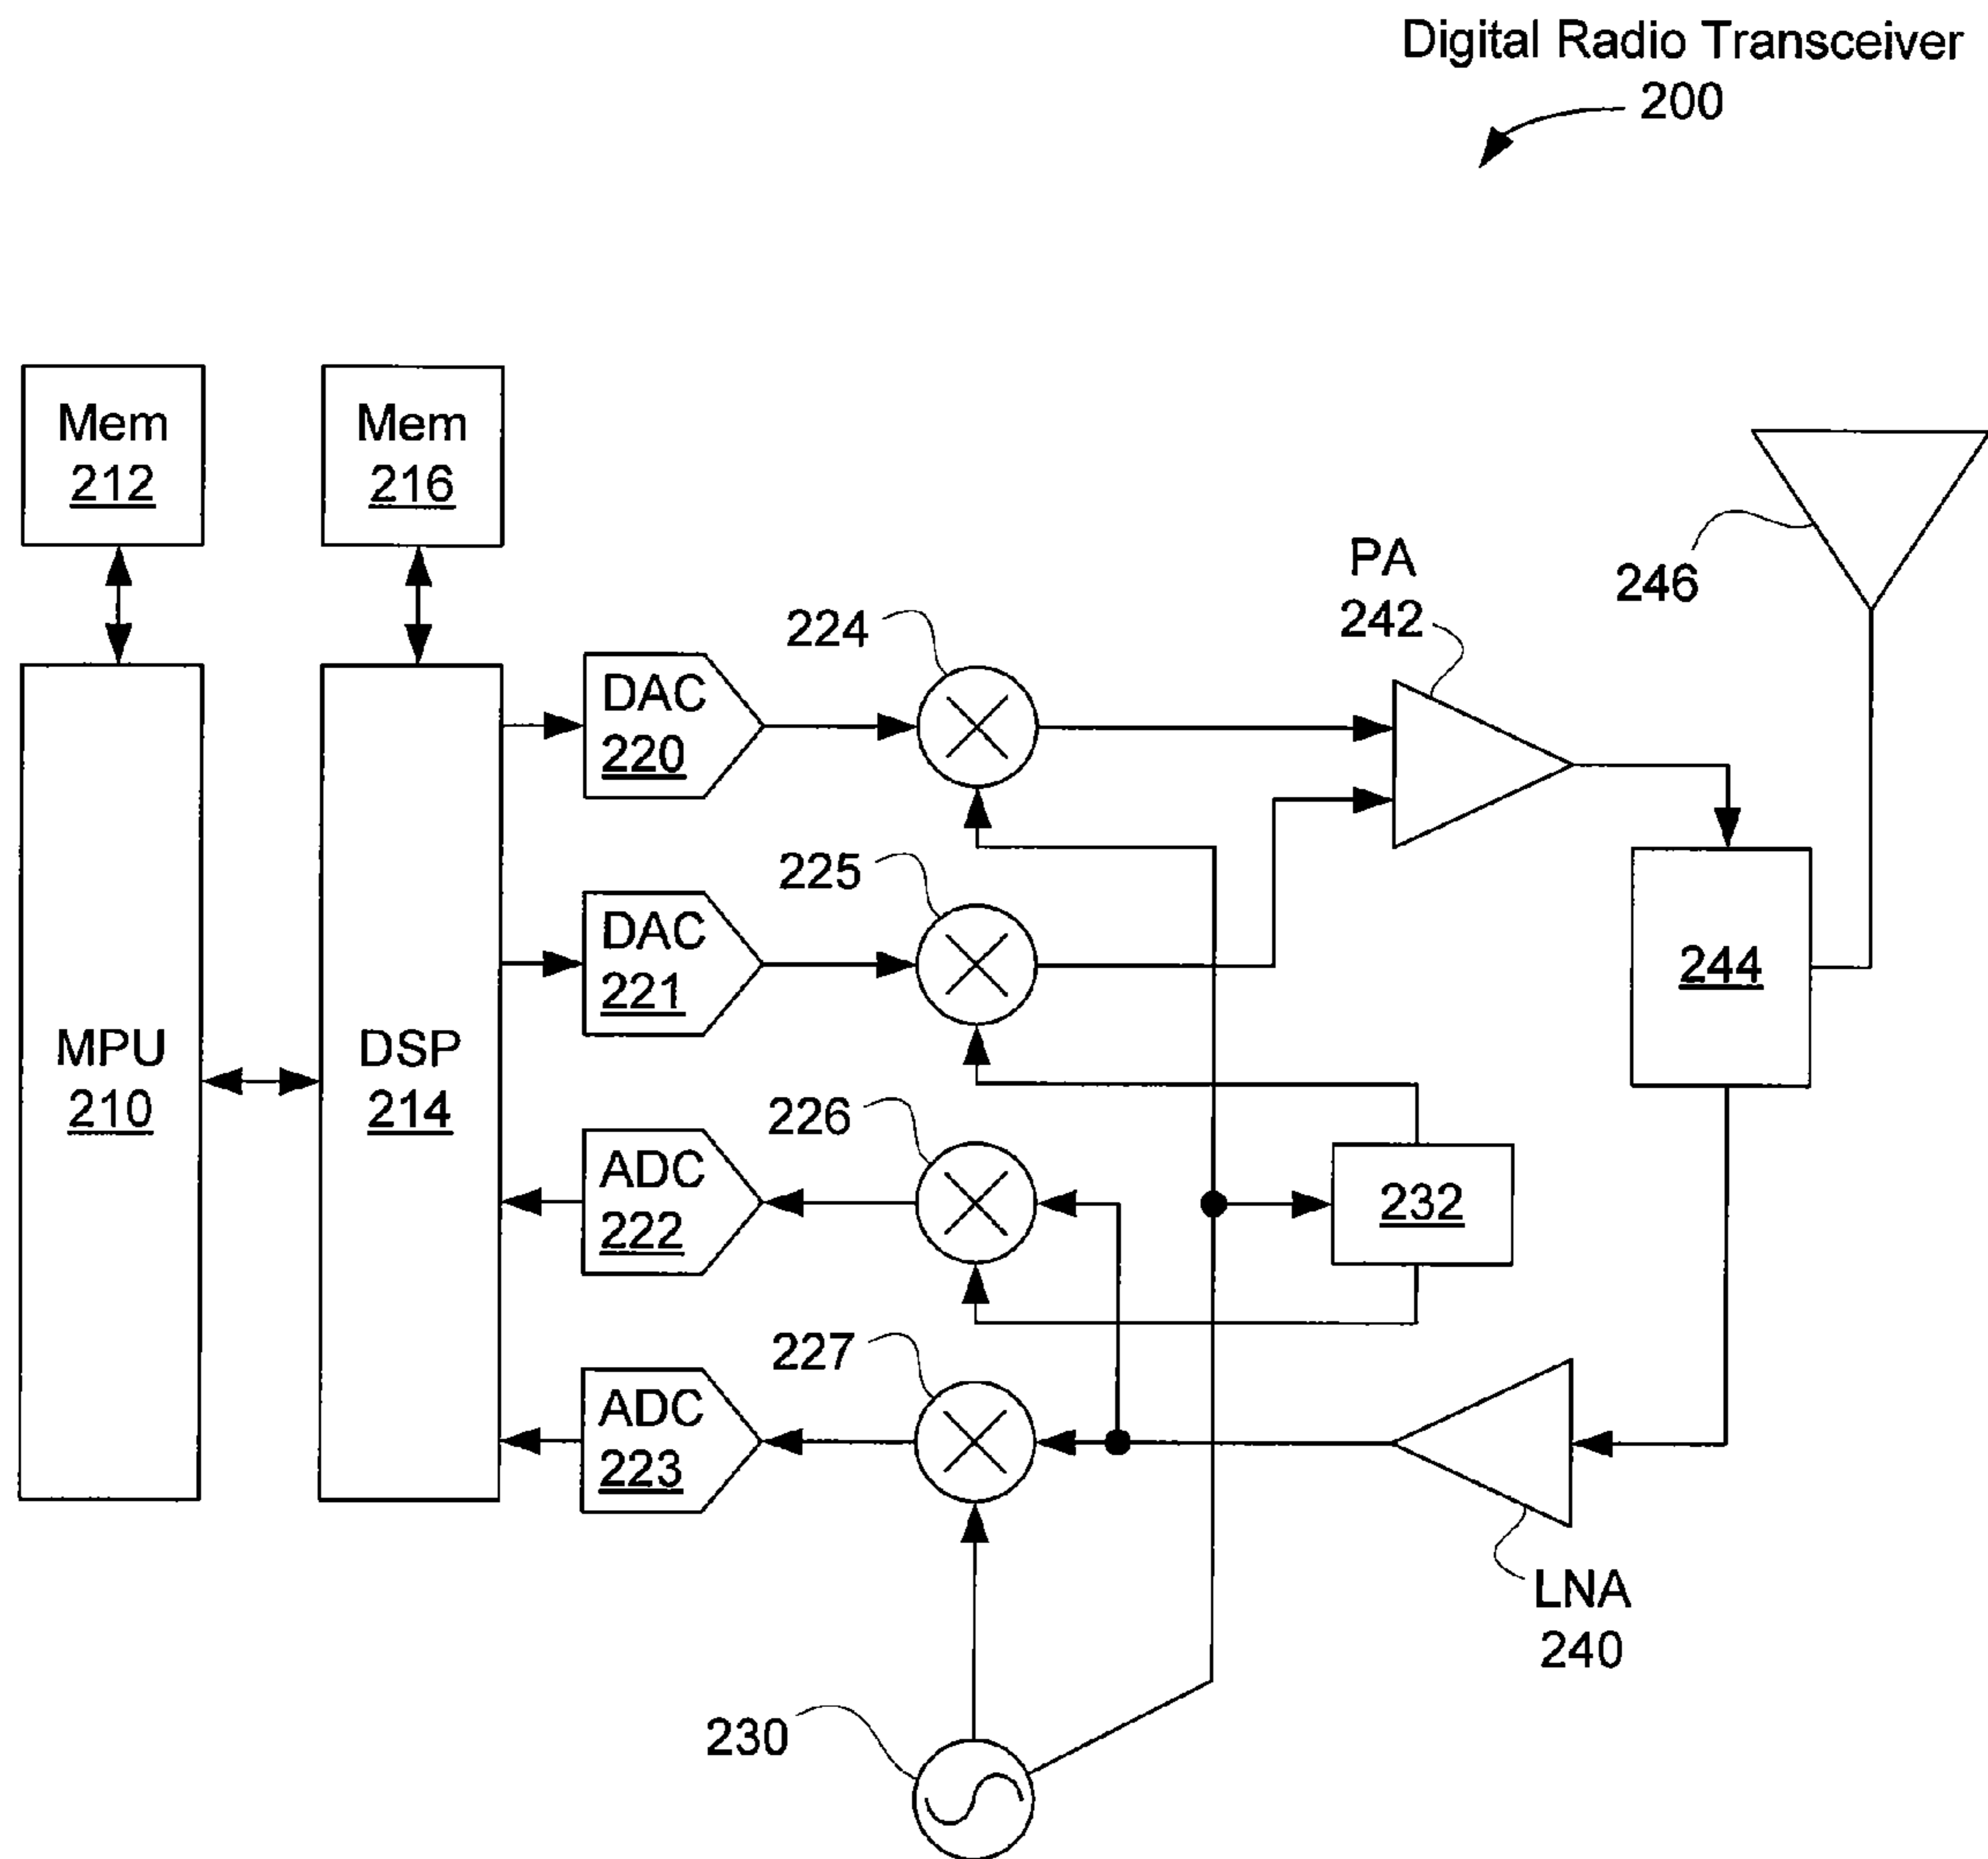 Digital Radio Transceiver
200
Mem
212
Mem
216
PA
242
246
224
DAC
220
225
DAC
221
244
MPU
210
DSP
214
226
ADC
222
232
227
ADC
223
LNA
240
230